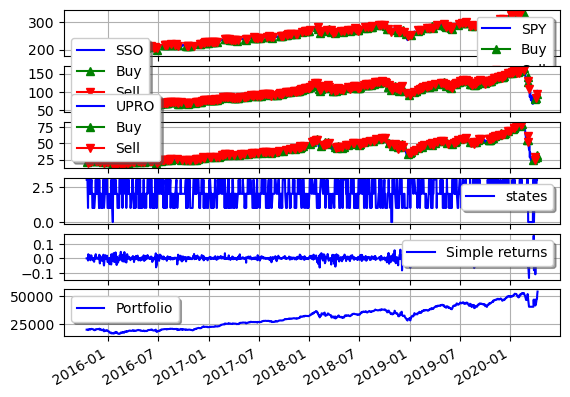 300
200
SPY
Buy
Sell
SSO
Buy
Sell
150
100
50
UPRO
Buy
Sell
75
50
25
2.5
0.0
states
0.1
0.0
−0.1
Simple returns
50000
25000
Portfolio
2016-01
2016-07
2017-01
2017-07
2018-01
2018-07
2019-01
2019-07
2020-01